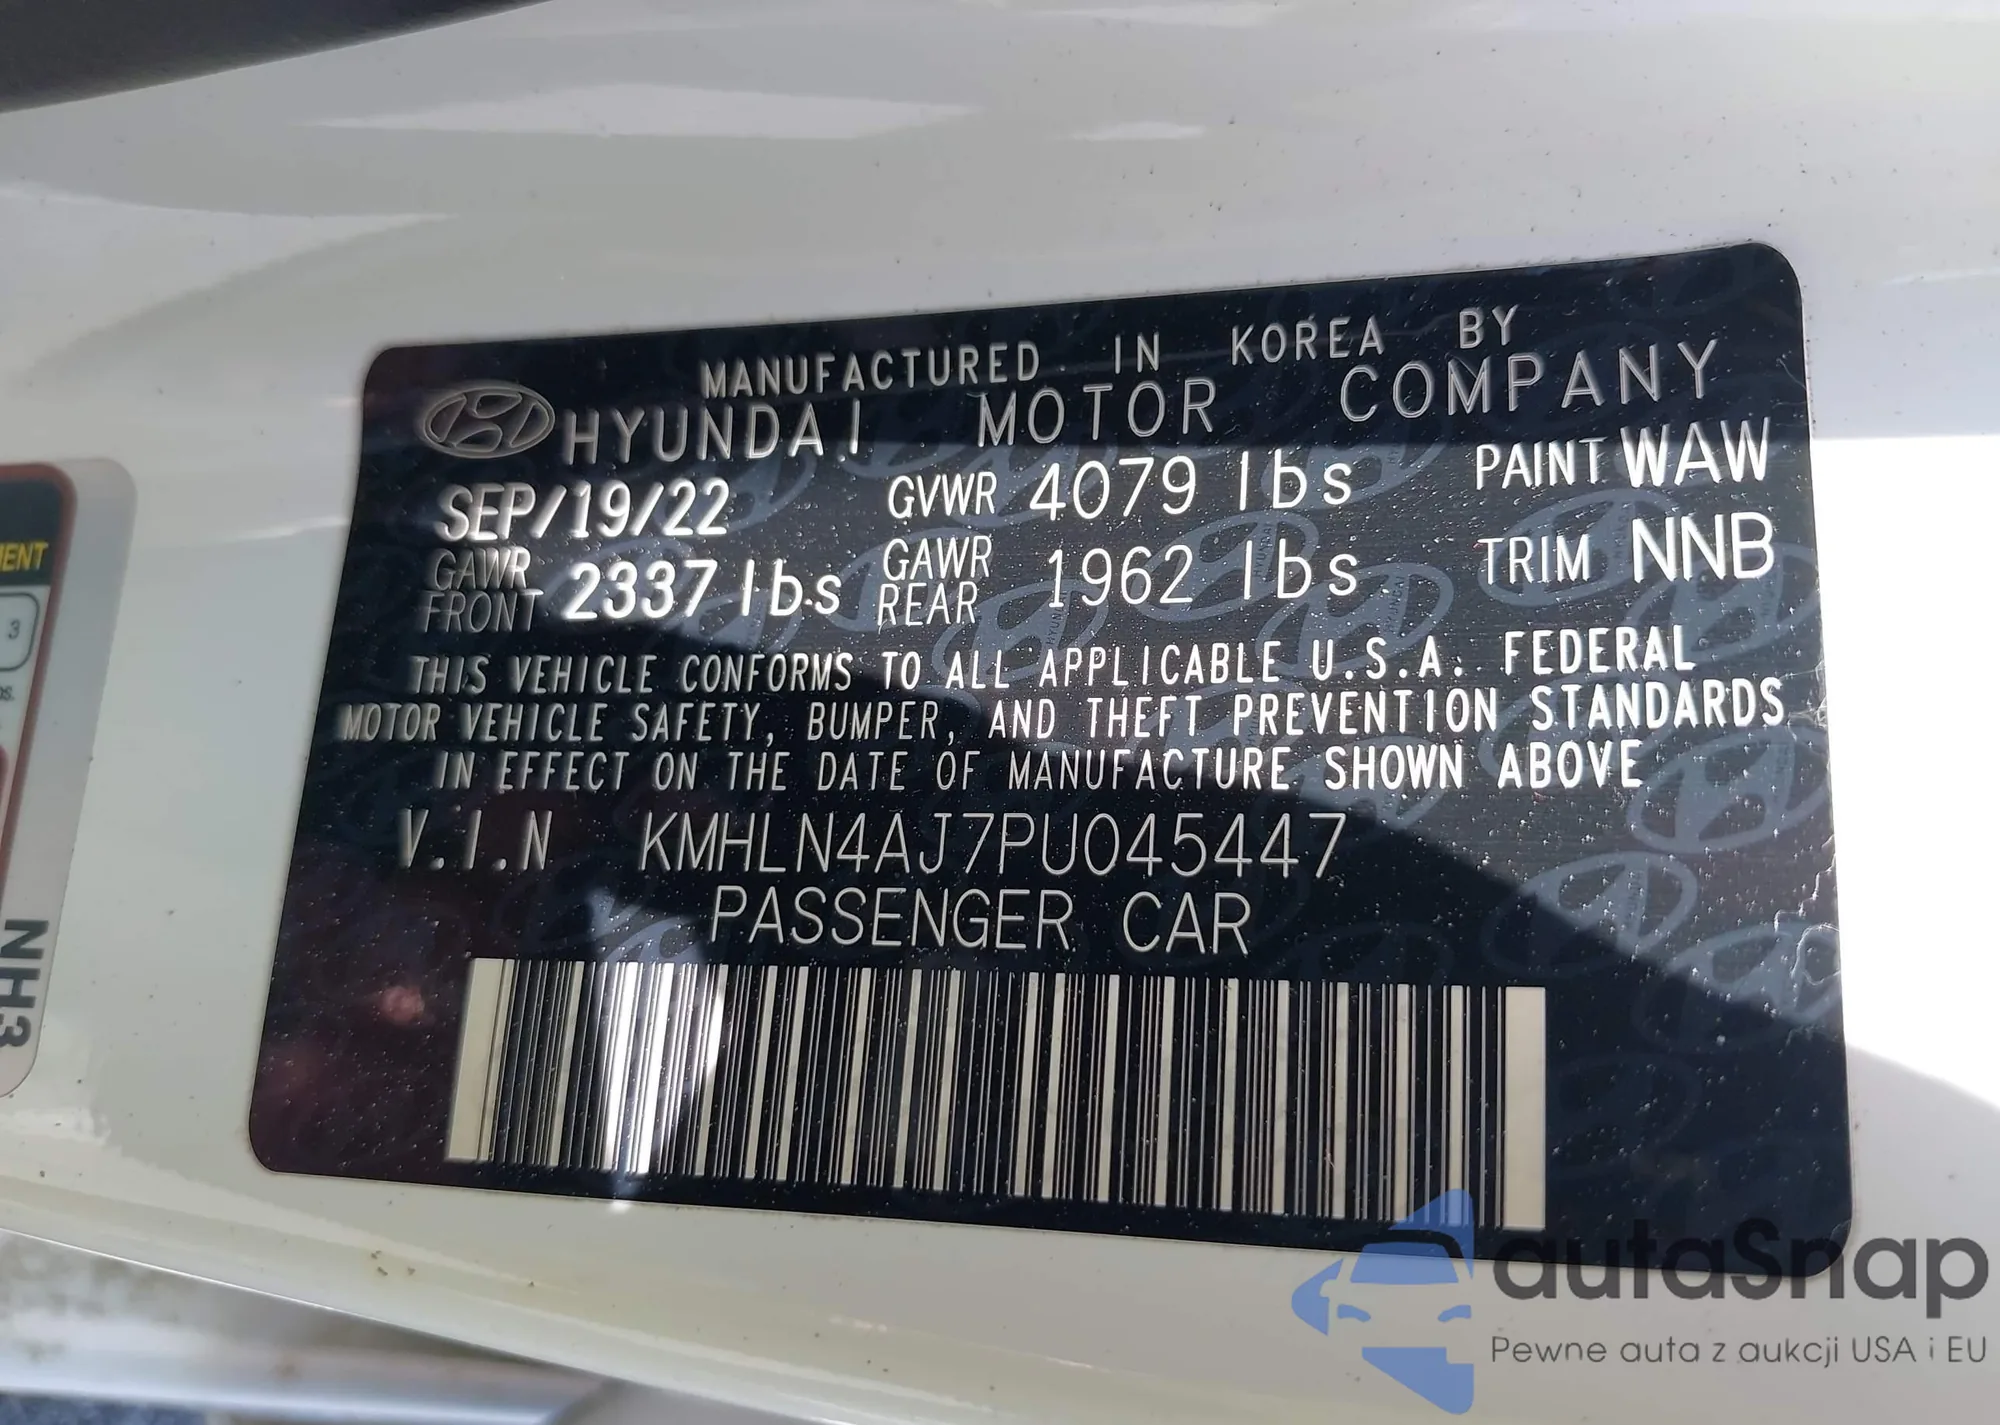 MANUFACTURED IN KOREA BY
HYUNDAI MOTOR COMPANY
SEP/19/22 GVWR 4079 lbs PAINT WAW
GAWR FRONT 2337 lbs GAWR REAR 1962 lbs TRIM NNB
THIS VEHICLE CONFORMS TO ALL APPLICABLE U.S.A. FEDERAL
MOTOR VEHICLE SAFETY, BUMPER, AND THEFT PREVENTION STANDARDS
IN EFFECT ON THE DATE OF MANUFACTURE SHOWN ABOVE
V.I.N KMHLN4AJ7PU045447
PASSENGER CAR
3
NH3
autaSnap
Pewne auta z aukcji USA i EU